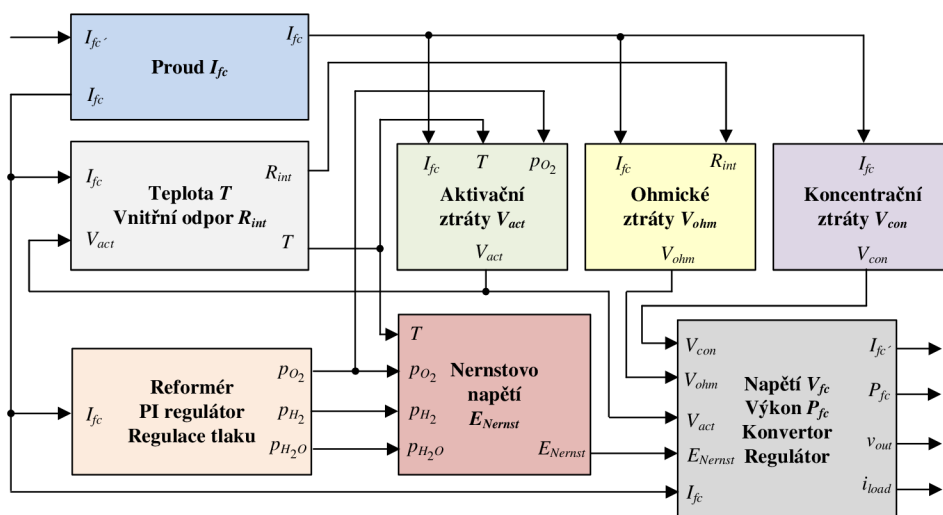 I_fc´
I_fc
Proud I_fc
I_fc
I_fc
R_int
Teplota T
Vnitřní odpor R_int
V_act
T
I_fc
T
p_O₂
Aktivační
ztráty V_act
V_act
I_fc
R_int
Ohmické
ztráty V_ohm
V_ohm
I_fc
Koncentrační
ztráty V_con
V_con
p_O₂
Reformér
PI regulátor
I_fc
p_H₂
Regulace tlaku
p_H₂O
T
p_O₂
Nernstovo
napětí
p_H₂
E_Nernst
p_H₂O
E_Nernst
V_con
I_fc´
V_ohm
Napětí V_fc
P_fc
Výkon P_fc
V_act
Konvertor
v_out
E_Nernst
Regulátor
I_fc
i_load